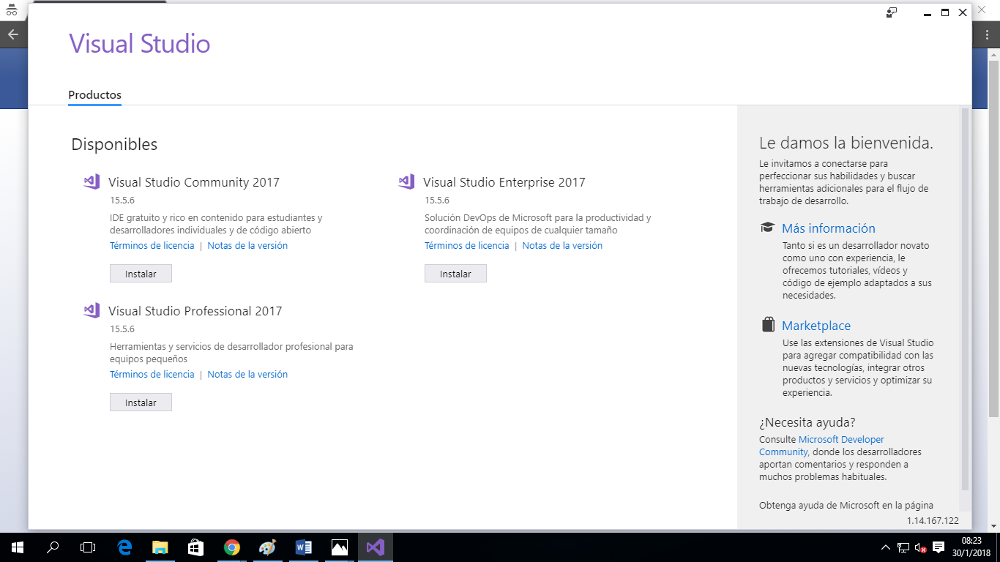 Visual Studio
Productos
Disponibles
Visual Studio Community 2017
15.5.6
IDE gratuito y rico en contenido para estudiantes y
desarrolladores individuales y de código abierto
Términos de licencia | Notas de la versión
Instalar
Visual Studio Enterprise 2017
15.5.6
Solución DevOps de Microsoft para la productividad y
coordinación de equipos de cualquier tamaño
Términos de licencia | Notas de la versión
Instalar
Visual Studio Professional 2017
15.5.6
Herramientas y servicios de desarrollador profesional para
equipos pequeños
Términos de licencia | Notas de la versión
Instalar
Le damos la bienvenida.
Le invitamos a conectarse para
perfeccionar sus habilidades y buscar
herramientas adicionales para el flujo de
trabajo de desarrollo.
Más información
Tanto si es un desarrollador novato
como uno con experiencia, le
ofrecemos tutoriales, vídeos y
código de ejemplo adaptados a sus
necesidades.
Marketplace
Use las extensiones de Visual Studio
para agregar compatibilidad con las
nuevas tecnologías, integrar otros
productos y servicios y optimizar su
experiencia.
¿Necesita ayuda?
Consulte Microsoft Developer
Community, donde los desarrolladores
aportan comentarios y responden a
muchos problemas habituales.
Obtenga ayuda de Microsoft en la página
1.14.167.122
08:23
30/1/2018